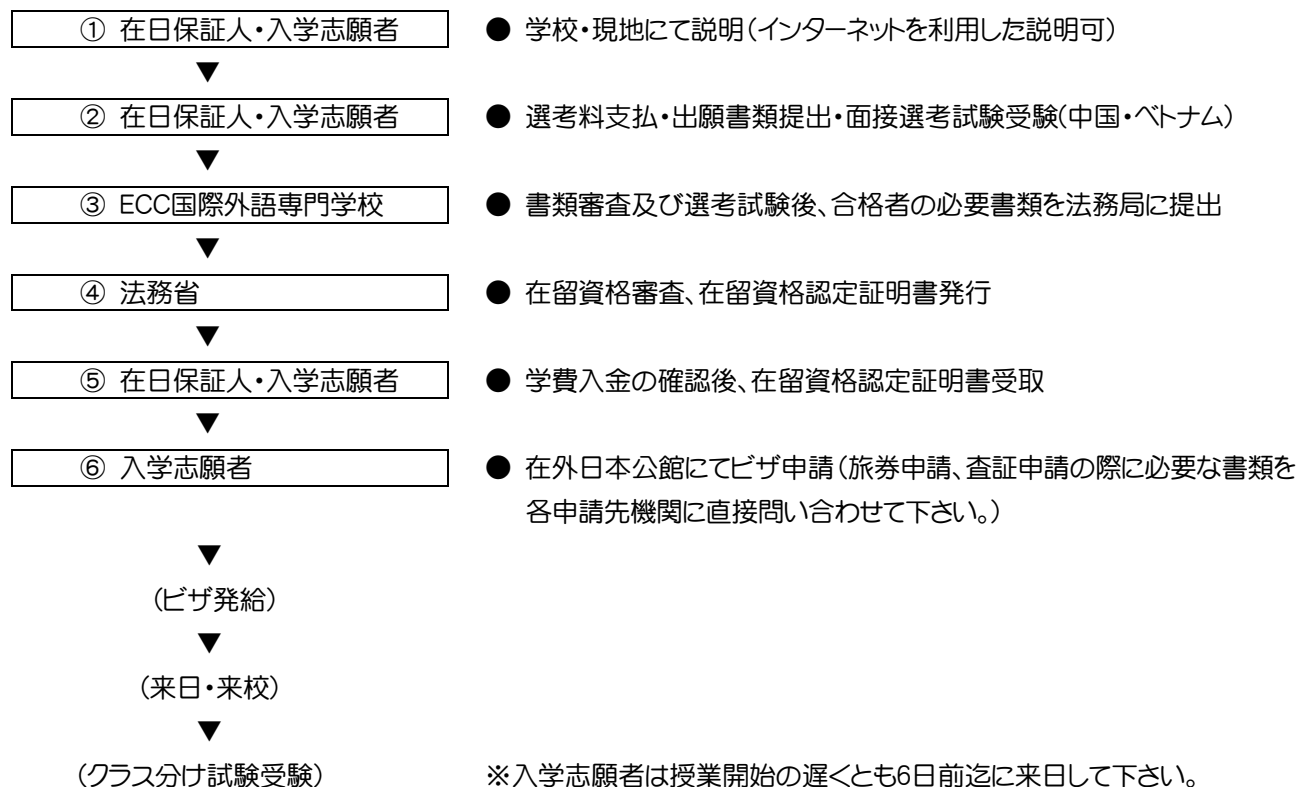 ① 在日保証人・入学志願者 ● 学校・現地にて説明（インターネットを利用した説明可）
▼
② 在日保証人・入学志願者 ● 選考料支払・出願書類提出・面接選考試験受験（中国・ベトナム）
▼
③ ECC国際外語専門学校 ● 書類審査及び選考試験後、合格者の必要書類を法務局に提出
▼
④ 法務省 ● 在留資格審査、在留資格認定証明書発行
▼
⑤ 在日保証人・入学志願者 ● 学費入金の確認後、在留資格認定証明書受取
▼
⑥ 入学志願者 ● 在外日本公館にてビザ申請（旅券申請、査証申請の際に必要な書類を
各申請先機関に直接問い合わせて下さい。）
▼
（ビザ発給）
▼
（来日・来校）
▼
（クラス分け試験受験） ※入学志願者は授業開始の遅くとも6日前迄に来日して下さい。